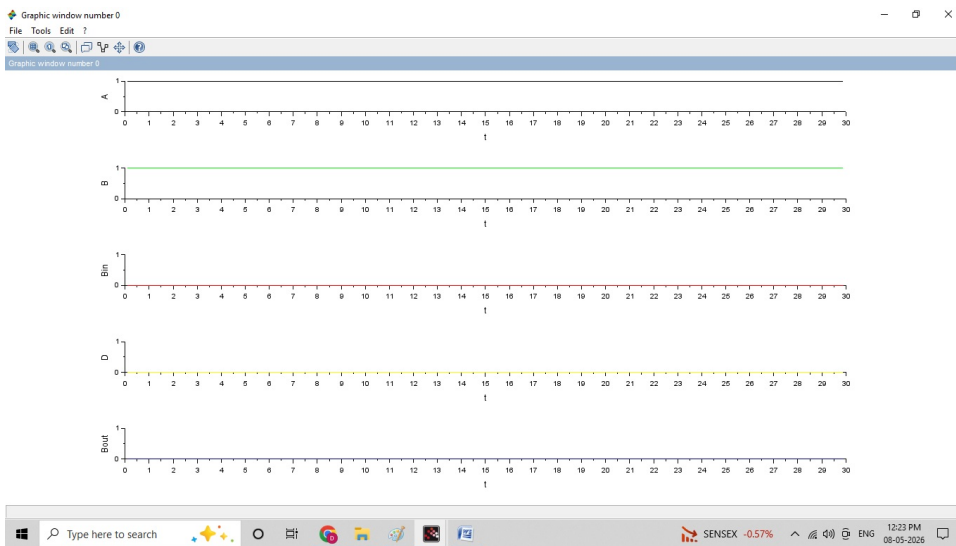 Graphic window number 0
File Tools Edit ?
Graphic window number 0
A
1
0
0 1 2 3 4 5 6 7 8 9 10 11 12 13 14 15 16 17 18 19 20 21 22 23 24 25 26 27 28 29 30
t
B
1
0
0 1 2 3 4 5 6 7 8 9 10 11 12 13 14 15 16 17 18 19 20 21 22 23 24 25 26 27 28 29 30
t
Bin
1
0
0 1 2 3 4 5 6 7 8 9 10 11 12 13 14 15 16 17 18 19 20 21 22 23 24 25 26 27 28 29 30
t
D
1
0
0 1 2 3 4 5 6 7 8 9 10 11 12 13 14 15 16 17 18 19 20 21 22 23 24 25 26 27 28 29 30
t
Bout
1
0
0 1 2 3 4 5 6 7 8 9 10 11 12 13 14 15 16 17 18 19 20 21 22 23 24 25 26 27 28 29 30
t
Type here to search
SENSEX -0.57%
ENG
12:23 PM
08-05-2026